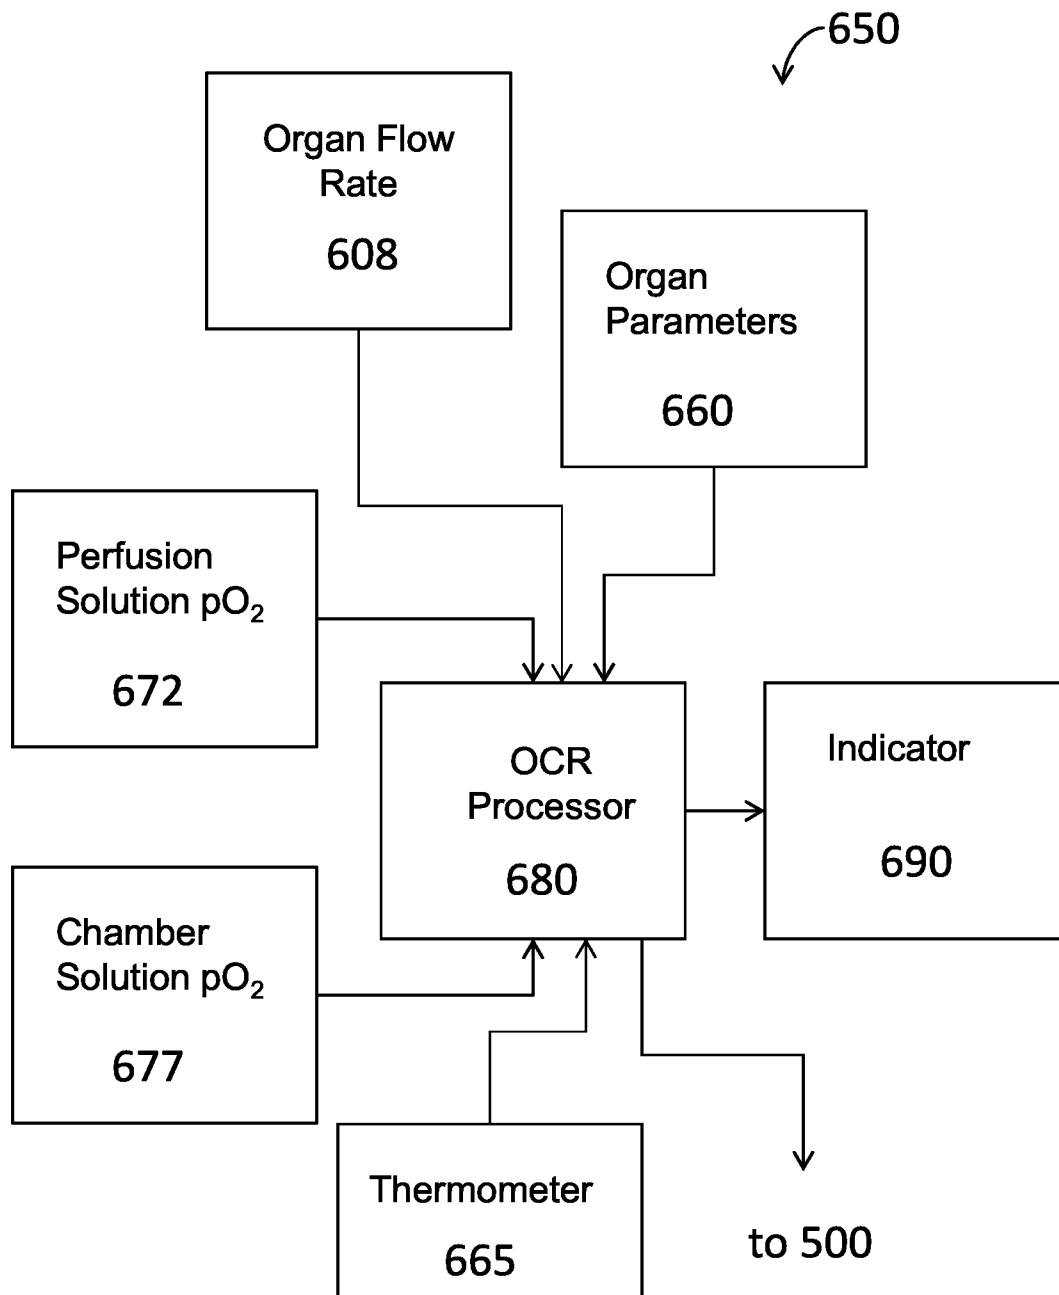 650
Organ Flow
Rate
608
Organ
Parameters
660
Perfusion
Solution pO₂
672
OCR
Processor
680
Indicator
690
Chamber
Solution pO₂
677
Thermometer
665
to 500